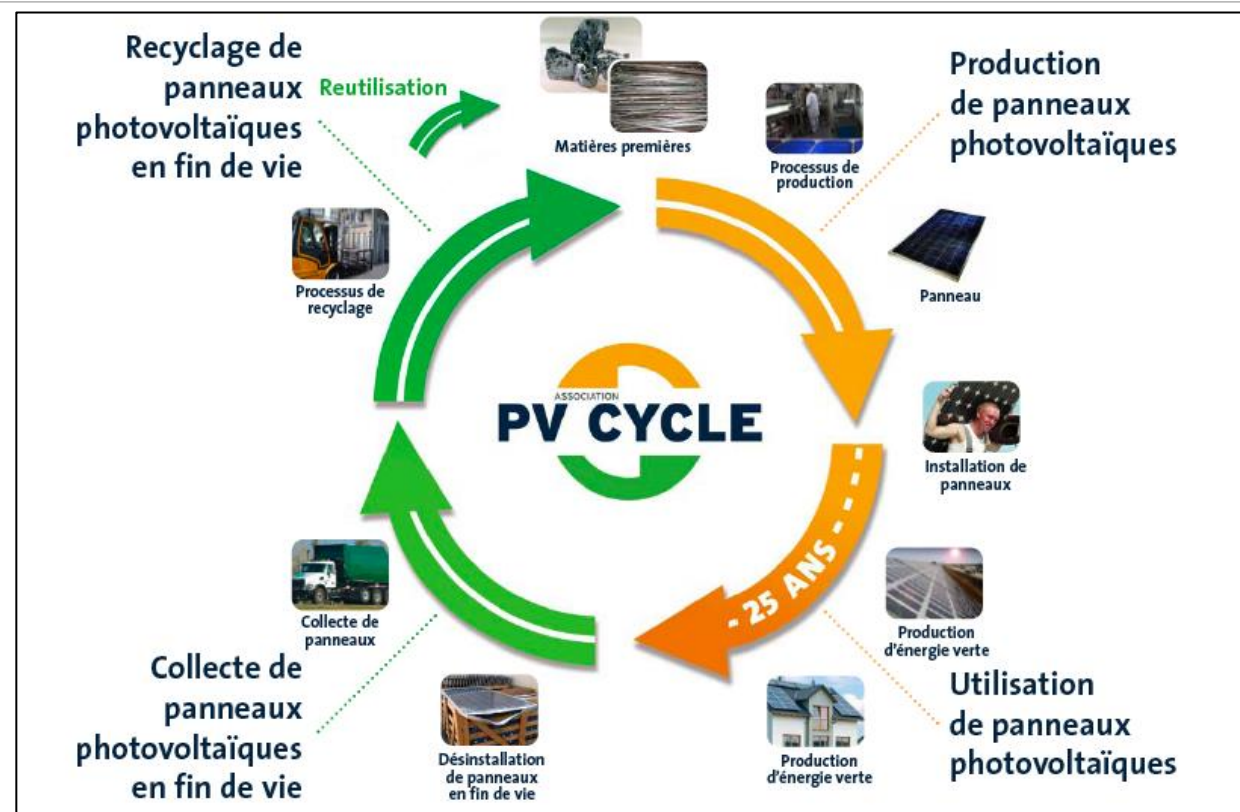 Recyclage de
panneaux
photovoltaïques
en fin de vie
Reutilisation
Matières premières
Processus de
production
Production
de panneaux
photovoltaïques
Panneau
Installation de
panneaux
- 25 ANS -
Production
d'énergie verte
Utilisation
de panneaux
photovoltaïques
Production
d'énergie verte
Désinstallation
de panneaux
en fin de vie
Collecte de
panneaux
photovoltaïques
en fin de vie
Collecte de
panneaux
Processus de
recyclage
ASSOCIATION
PV CYCLE